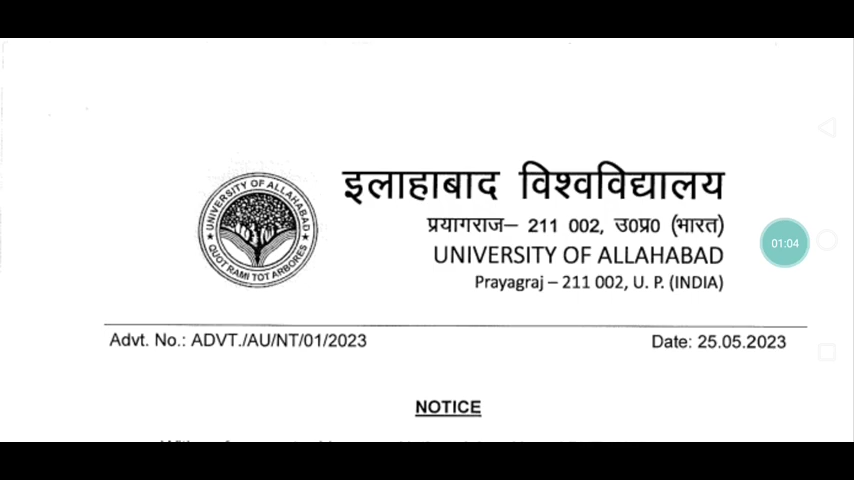 इलाहाबाद विश्वविद्यालय
प्रयागराज– 211 002, उ0प्र0 (भारत)
UNIVERSITY OF ALLAHABAD
Prayagraj – 211 002, U. P. (INDIA)
UNIVERSITY OF ALLAHABAD
QUOT RAMI TOT ARBORES
01:04
Advt. No.: ADVT./AU/NT/01/2023
Date: 25.05.2023
NOTICE